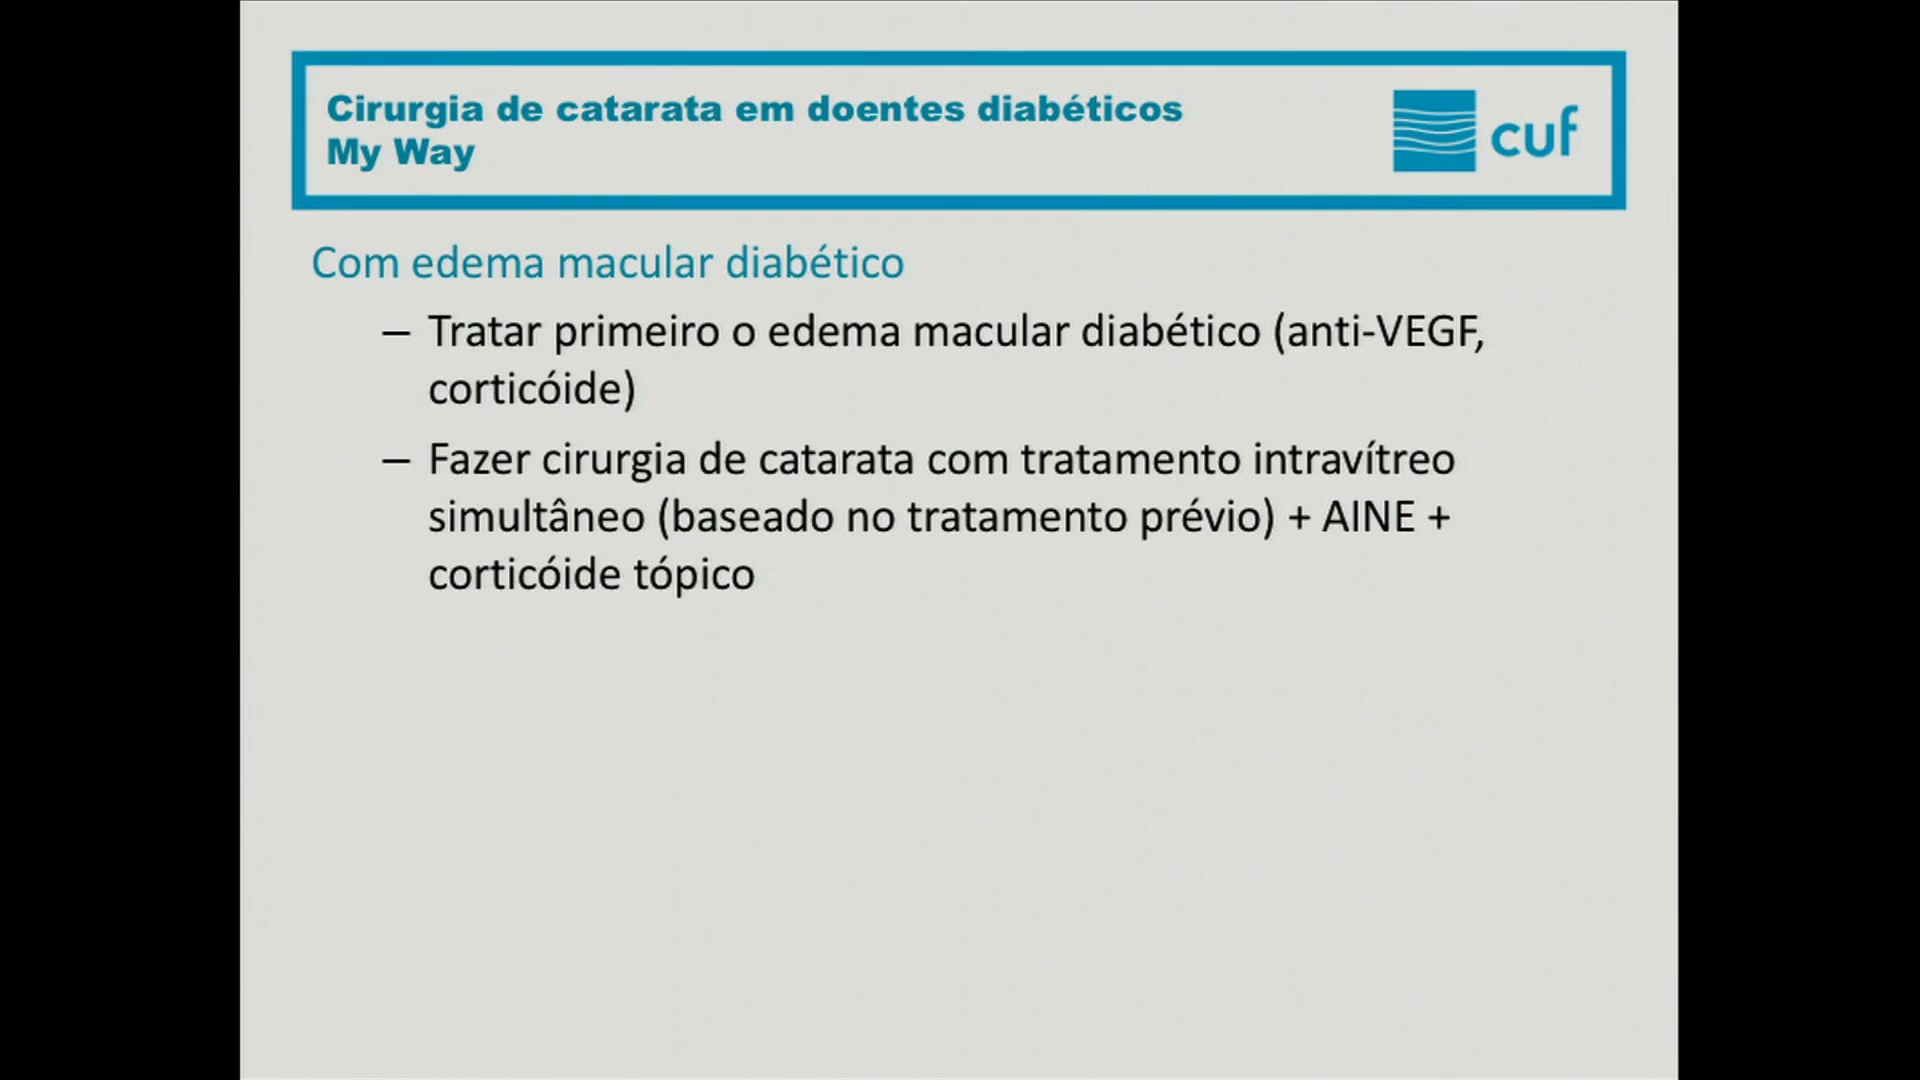 Cirurgia de catarata em doentes diabéticos
My Way
cuf
Com edema macular diabético
– Tratar primeiro o edema macular diabético (anti-VEGF,
corticóide)
– Fazer cirurgia de catarata com tratamento intravítreo
simultâneo (baseado no tratamento prévio) + AINE +
corticóide tópico